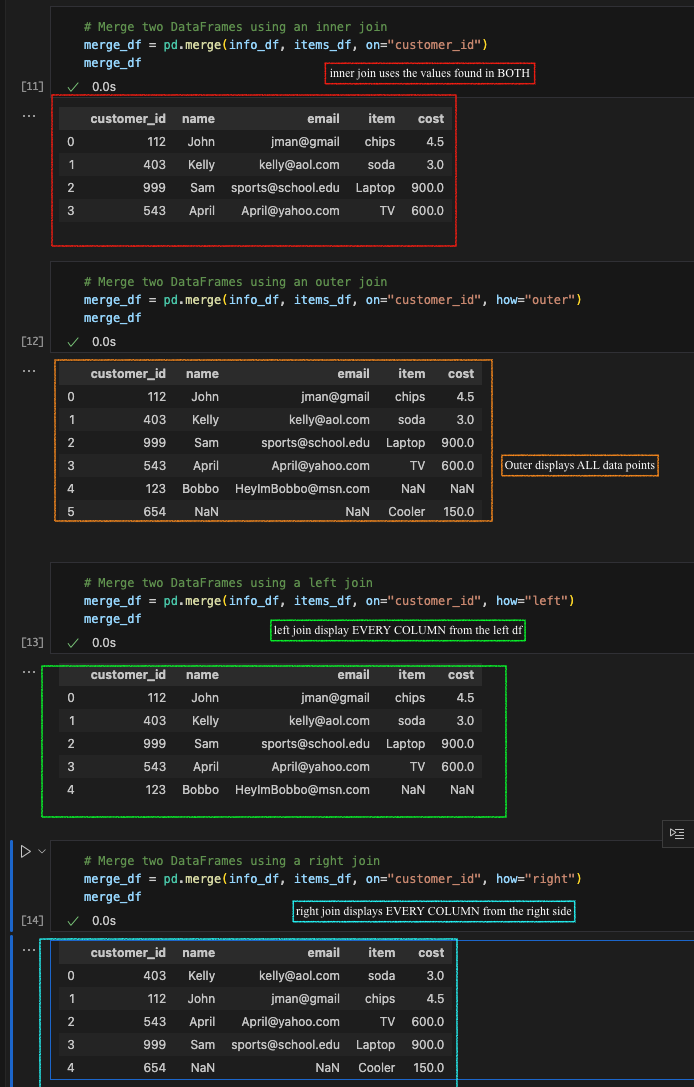 # Merge two DataFrames using an inner join
merge_df = pd.merge(info_df, items_df, on="customer_id")
merge_df
inner join uses the values found in BOTH
[11] 0.0s
...
customer_id name email item cost
0 112 John jman@gmail chips 4.5
1 403 Kelly kelly@aol.com soda 3.0
2 999 Sam sports@school.edu Laptop 900.0
3 543 April April@yahoo.com TV 600.0
# Merge two DataFrames using an outer join
merge_df = pd.merge(info_df, items_df, on="customer_id", how="outer")
merge_df
[12] 0.0s
...
customer_id name email item cost
0 112 John jman@gmail chips 4.5
1 403 Kelly kelly@aol.com soda 3.0
2 999 Sam sports@school.edu Laptop 900.0
3 543 April April@yahoo.com TV 600.0
Outer displays ALL data points
4 123 Bobbo HeyImBobbo@msn.com NaN NaN
5 654 NaN NaN Cooler 150.0
# Merge two DataFrames using a left join
merge_df = pd.merge(info_df, items_df, on="customer_id", how="left")
merge_df
left join display EVERY COLUMN from the left df
[13] 0.0s
...
customer_id name email item cost
0 112 John jman@gmail chips 4.5
1 403 Kelly kelly@aol.com soda 3.0
2 999 Sam sports@school.edu Laptop 900.0
3 543 April April@yahoo.com TV 600.0
4 123 Bobbo HeyImBobbo@msn.com NaN NaN
# Merge two DataFrames using a right join
merge_df = pd.merge(info_df, items_df, on="customer_id", how="right")
merge_df
right join displays EVERY COLUMN from the right side
[14] 0.0s
...
customer_id name email item cost
0 403 Kelly kelly@aol.com soda 3.0
1 112 John jman@gmail chips 4.5
2 543 April April@yahoo.com TV 600.0
3 999 Sam sports@school.edu Laptop 900.0
4 654 NaN NaN Cooler 150.0